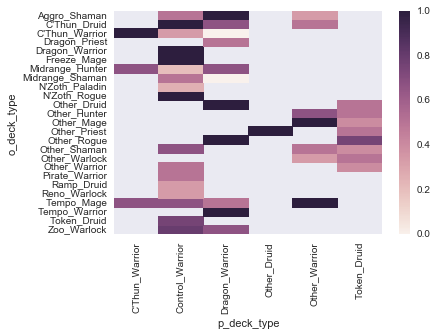 Aggro_Shaman
C'Thun_Druid
C'Thun_Warrior
Dragon_Priest
Dragon_Warrior
Freeze_Mage
Midrange_Hunter
Midrange_Shaman
N'Zoth_Paladin
N'Zoth_Rogue
Other_Druid
Other_Hunter
Other_Mage
Other_Priest
Other_Rogue
Other_Shaman
Other_Warlock
Other_Warrior
Pirate_Warrior
Ramp_Druid
Reno_Warlock
Tempo_Mage
Tempo_Warrior
Token_Druid
Zoo_Warlock
o_deck_type
C'Thun_Warrior
Control_Warrior
Dragon_Warrior
Other_Druid
Other_Warrior
Token_Druid
p_deck_type
1.0
0.8
0.6
0.4
0.2
0.0